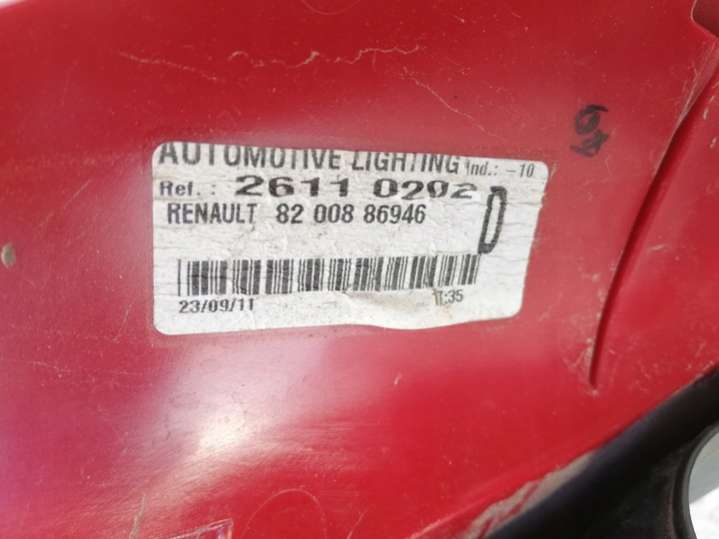 AUTOMOTIVE LIGHTING Ind.: -10
Ref.: 2611 0202
RENAULT 82 008 86946 D
23/09/11 11:35